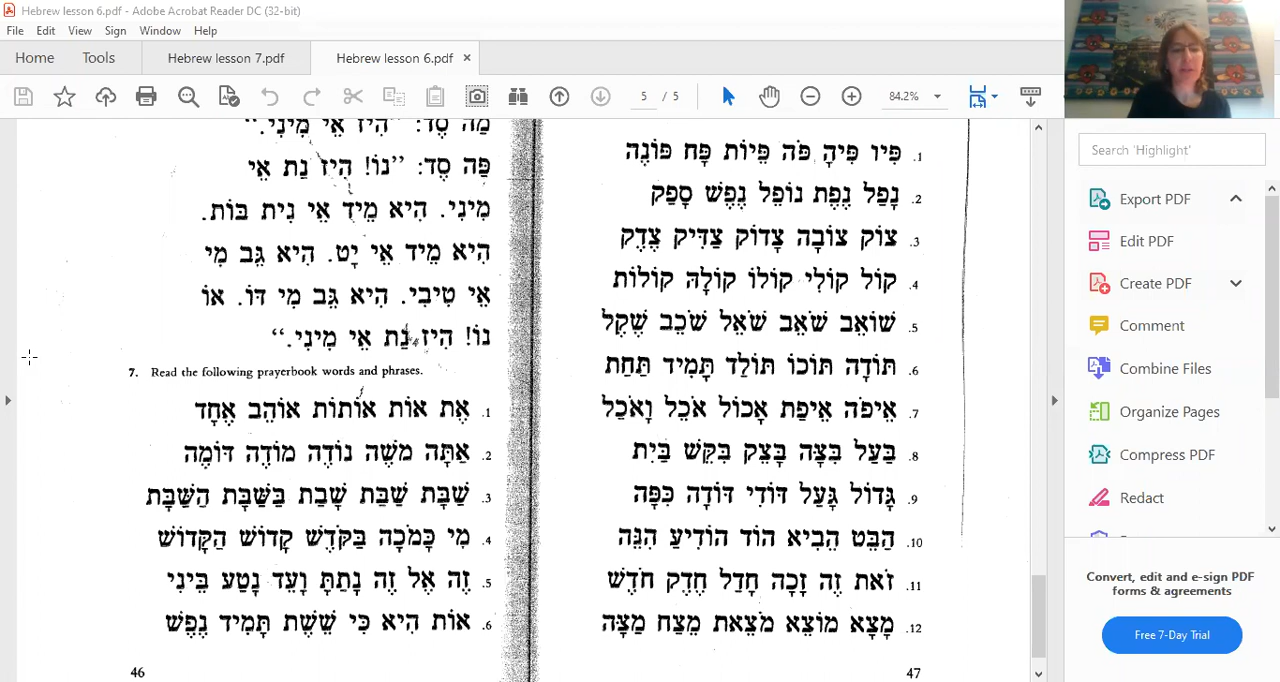 Hebrew lesson 6.pdf - Adobe Acrobat Reader DC (32-bit)
File Edit View Sign Window Help
Home Tools Hebrew lesson 7.pdf Hebrew lesson 6.pdf ×
5 / 5 84.2%
מַה סֶד: ״הִיז אֵי מִינִי.״
פַּה סֶד: ״נוֹ! הִיז נַת אֵי
מִינִי. הִיא מֵיד אֵי נִית בּוֹת.
הִיא מֵיד אֵי יָט. הִיא גֵּב מִי
אֵי טִיבִי. הִיא גֵּב מִי דּוֹ. אוֹ
נוֹ! הִיז נַת אֵי מִינִי.״
7. Read the following prayerbook words and phrases.
1. אֶת אוֹת אוֹתוֹת אוֹהֵב אֶחָד
2. אַתָּה מֹשֶׁה נוֹדֶה מוֹדֶה דּוֹמֶה
3. שַׁבָּת שַׁבַּת שָׁבַת בַּשַּׁבָּת הַשַּׁבָּת
4. מִי כָּמֹכָה בַּקֹּדֶשׁ קָדוֹשׁ הַקָּדוֹשׁ
5. זֶה אֶל זֶה נָתַתָּ וָעֶד נָטַע בֵּינִי
6. אוֹת הִיא כִּי שֵׁשֶׁת תָּמִיד נֶפֶשׁ
46
1. פִּיו פִּיהָ פֹּה פֵּיוֹת פָּח פּוֹנֶה
2. נָפַל נֻפַּת נוֹפֵל נֶפֶשׁ סָפַק
3. צוֹק צוֹבָה צָדוֹק צַדִּיק צֶדֶק
4. קוֹל קוֹלִי קוֹלוֹ קוֹלָהּ קוֹלוֹת
5. שׁוֹאֵב שֹׁאֵב שֹׁאֵל שֹׁכֵב שֶׁקֶל
6. תּוֹדָה תּוֹכוֹ תּוֹלַד תָּמִיד תַּחַת
7. אֵיפֹה אֵיפַת אָכוֹל אֹכֵל וָאֹכַל
8. בַּעַל בִּצָּה בָּצֵק בִּקֵּשׁ בַּיִת
9. גָּדוֹל גָּעַל דּוֹדִי דּוֹדָה כִּפָּה
10. הַבֵּט הֵבִיא הוֹד הוֹדִיעַ הִנֵּה
11. זֹאת זֶה זָכָה חָדַל חֶדֶק חֹדֶשׁ
12. מָצָא מוֹצֵא מֹצֵאת מֵצַח מַצָּה
47
Search 'Highlight'
Export PDF
Edit PDF
Create PDF
Comment
Combine Files
Organize Pages
Compress PDF
Redact
Convert, edit and e-sign PDF
forms & agreements
Free 7-Day Trial